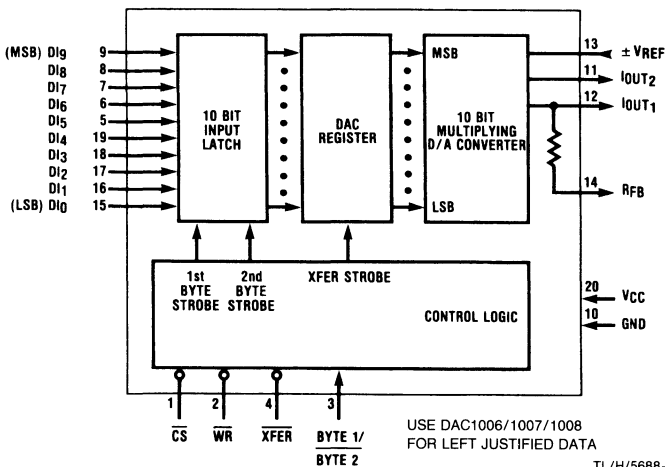 (MSB) DI9 9
DI8 8
DI7 7
DI6 6
DI5 5
DI4 19
DI3 18
DI2 17
DI1 16
(LSB) DI0 15
10 BIT
INPUT
LATCH
DAC
REGISTER
MSB
10 BIT
MULTIPLYING
D/A CONVERTER
LSB
13 ± VREF
11 IOUT2
12 IOUT1
14 RFB
20 VCC
10 GND
1st
BYTE
STROBE
2nd
BYTE
STROBE
XFER STROBE
CONTROL LOGIC
1 2 4 3
CS WR XFER BYTE 1/
BYTE 2
USE DAC1006/1007/1008
FOR LEFT JUSTIFIED DATA
TL/H/5688-